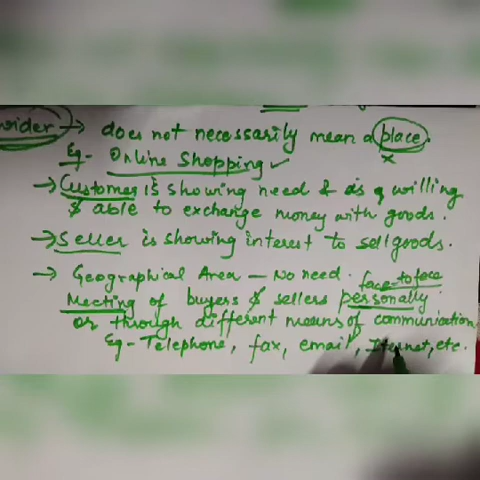 wider → does not necessarily mean a place.
Eg- Online Shopping ✓
→ Customer is showing need & is willing
& able to exchange money with goods.
→ Seller is showing interest to sell goods.
→ Geographical Area — No need. face-to-face
Meeting of buyers & sellers personally
or through different means of communication,
Eg- Telephone, fax, email, Internet, etc.